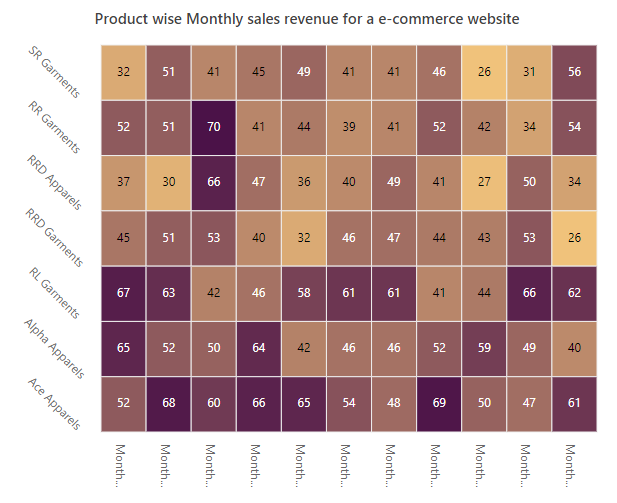 Product wise Monthly sales revenue for a e-commerce website
SR Garments 32 51 41 45 49 41 41 46 26 31 56
RR Garments 52 51 70 41 44 39 41 52 42 34 54
RRD Apparels 37 30 66 47 36 40 49 41 27 50 34
RRD Garments 45 51 53 40 32 46 47 44 43 53 26
RL Garments 67 63 42 46 58 61 61 41 44 66 62
Alpha Apparels 65 52 50 64 42 46 46 52 59 49 40
Ace Apparels 52 68 60 66 65 54 48 69 50 47 61
Month... Month... Month... Month... Month... Month... Month... Month... Month... Month... Month...